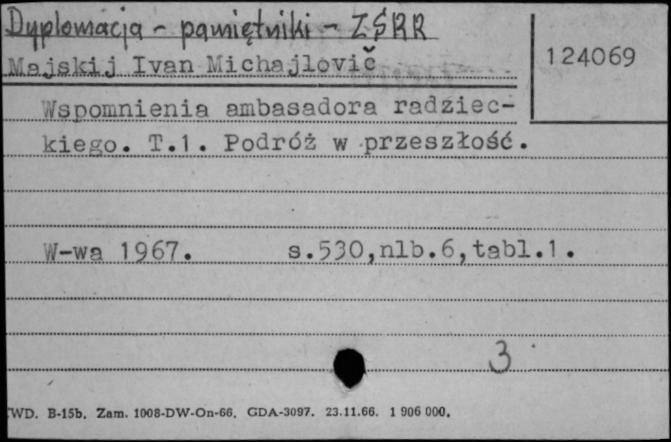 Dyplomacja - pamiętniki - ZSRR
Majskij Ivan Michajlovič
124069
Wspomnienia ambasadora radziec-
kiego. T.1. Podróż w przeszłość.
W-wa 1967. s.530,nlb.6,tabl.1.
3
WD. B-15b. Zam. 1008-DW-On-66. GDA-3097. 23.11.66. 1 906 000.